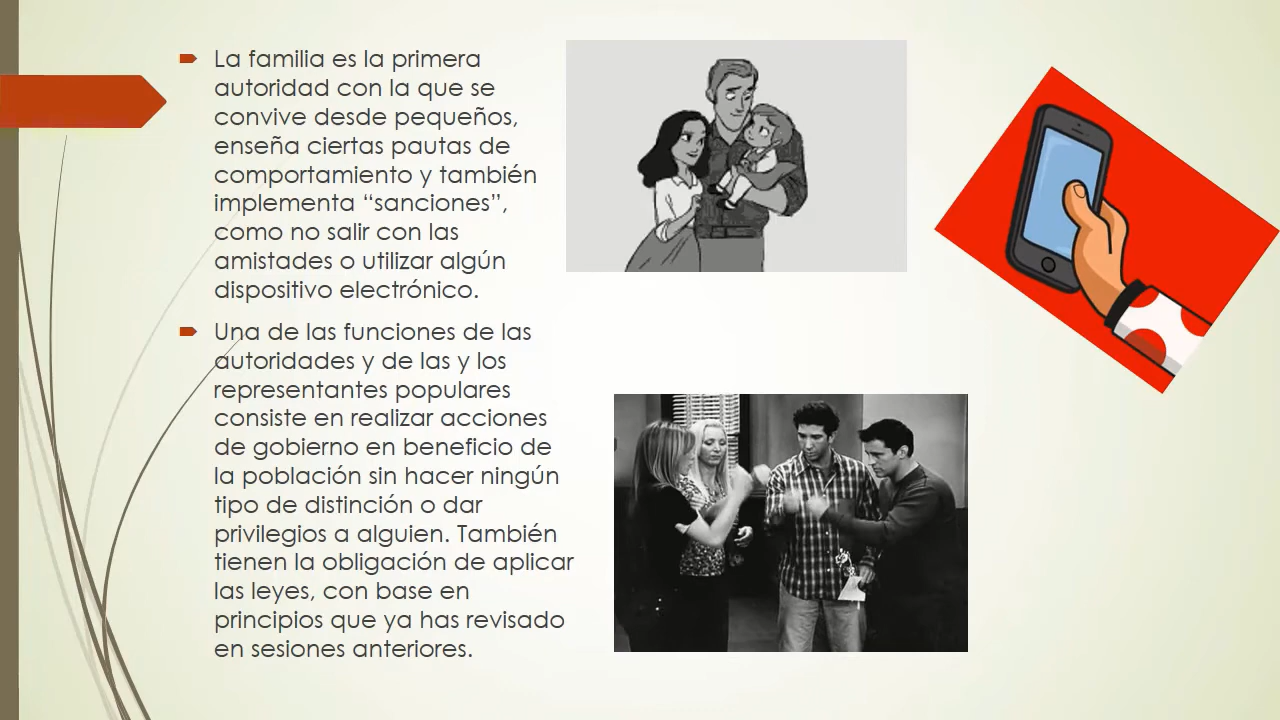 La familia es la primera
autoridad con la que se
convive desde pequeños,
enseña ciertas pautas de
comportamiento y también
implementa “sanciones”,
como no salir con las
amistades o utilizar algún
dispositivo electrónico.
Una de las funciones de las
autoridades y de las y los
representantes populares
consiste en realizar acciones
de gobierno en beneficio de
la población sin hacer ningún
tipo de distinción o dar
privilegios a alguien. También
tienen la obligación de aplicar
las leyes, con base en
principios que ya has revisado
en sesiones anteriores.